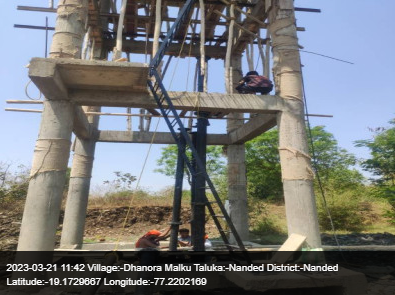 2023-03-21 11:42 Village:-Dhanora Malku Taluka:-Nanded District:-Nanded
Latitude:-19.1729667 Longitude:-77.2202169